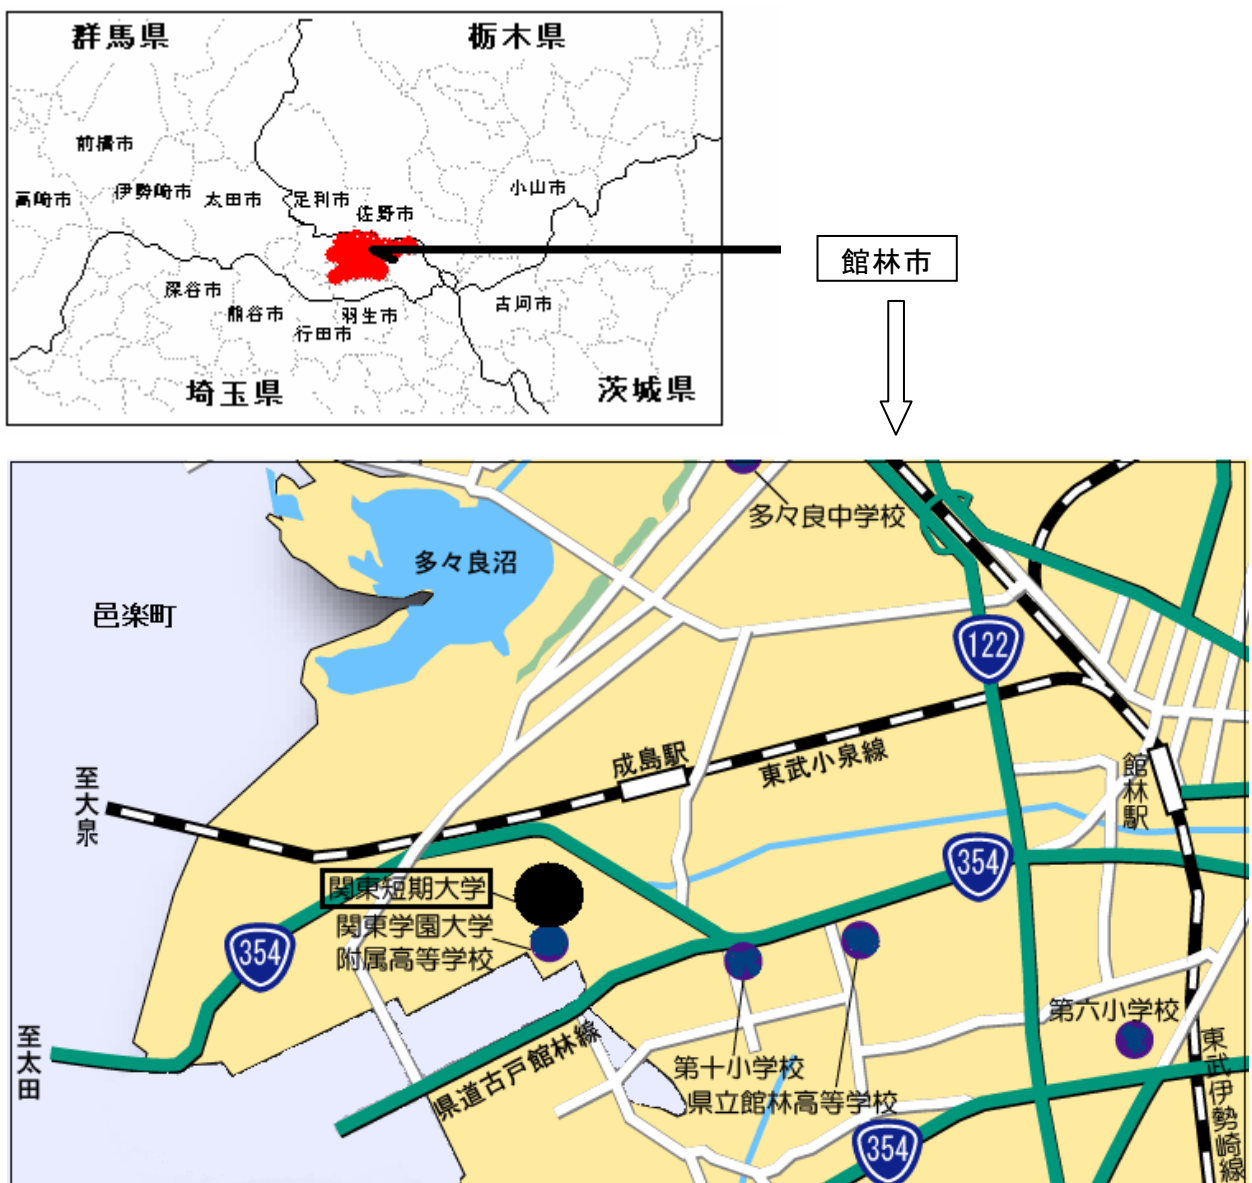 群馬県
栃木県
前橋市
高崎市
伊勢崎市
太田市
足利市
佐野市
小山市
館林市
深谷市
熊谷市
行田市
羽生市
古河市
埼玉県
茨城県
多々良中学校
多々良沼
邑楽町
122
成島駅
東武小泉線
館林駅
至大泉
354
関東短期大学
関東学園大学
附属高等学校
354
第六小学校
至太田
県道古戸館林線
第十小学校
県立館林高等学校
354
東武伊勢崎線